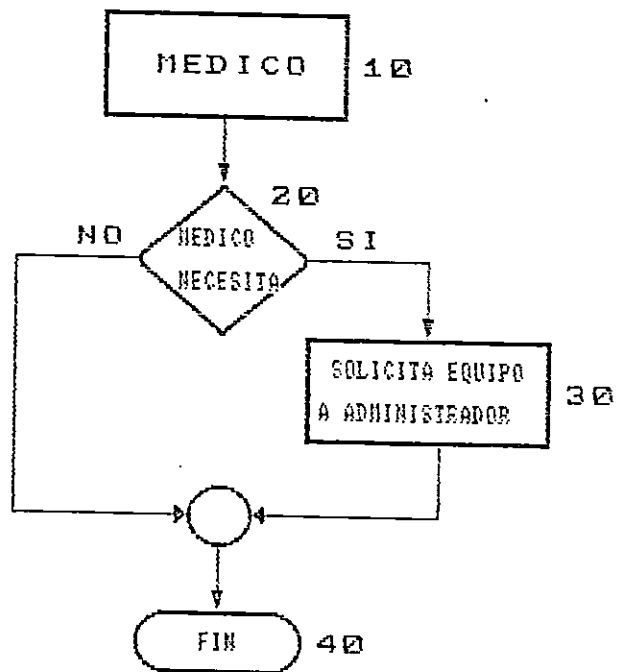 MEDICO 10
20
NO MEDICO SI
NECESITA
SOLICITA EQUIPO
A ADMINISTRADOR 30
FIN 40